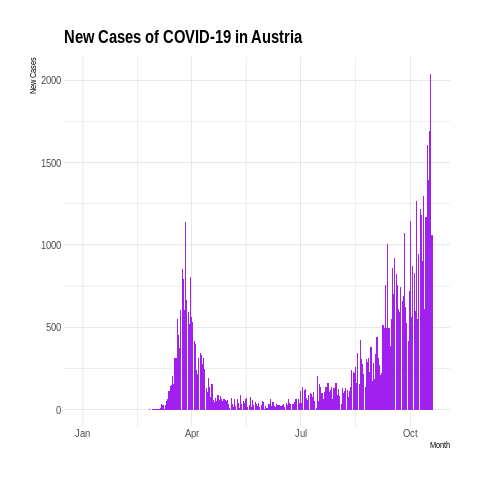 New Cases of COVID-19 in Austria
New Cases
2000
1500
1000
500
0
Jan Apr Jul Oct
Month